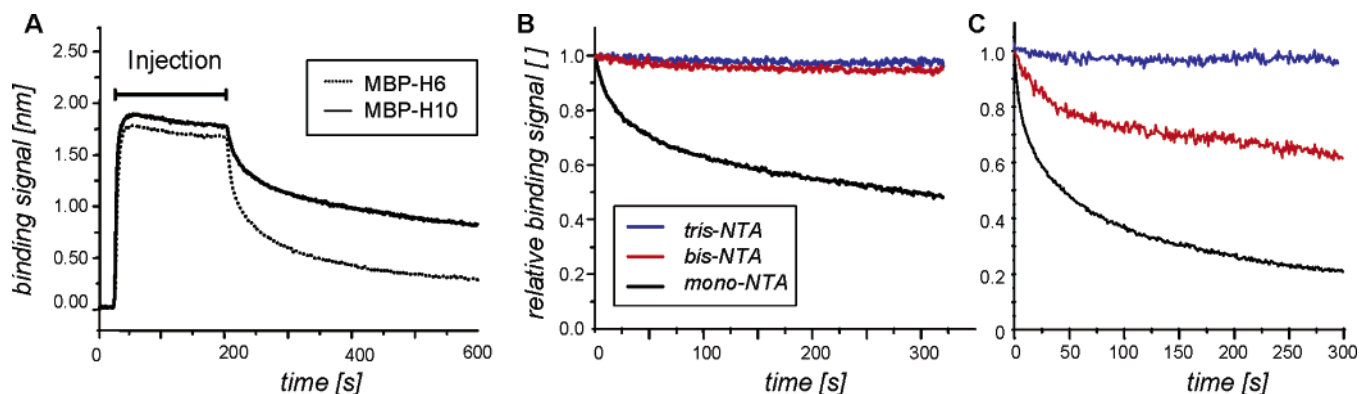 A
binding signal [nm]
2.50
2.00
1.50
1.00
0.50
0.00
Injection
MBP-H6
MBP-H10
0
200
400
600
time [s]
B
relative binding signal [ ]
1.0
0.8
0.6
0.4
0.2
0.0
tris-NTA
bis-NTA
mono-NTA
0
100
200
300
time [s]
C
1.0
0.8
0.6
0.4
0.2
0
0
50
100
150
200
250
300
time [s]